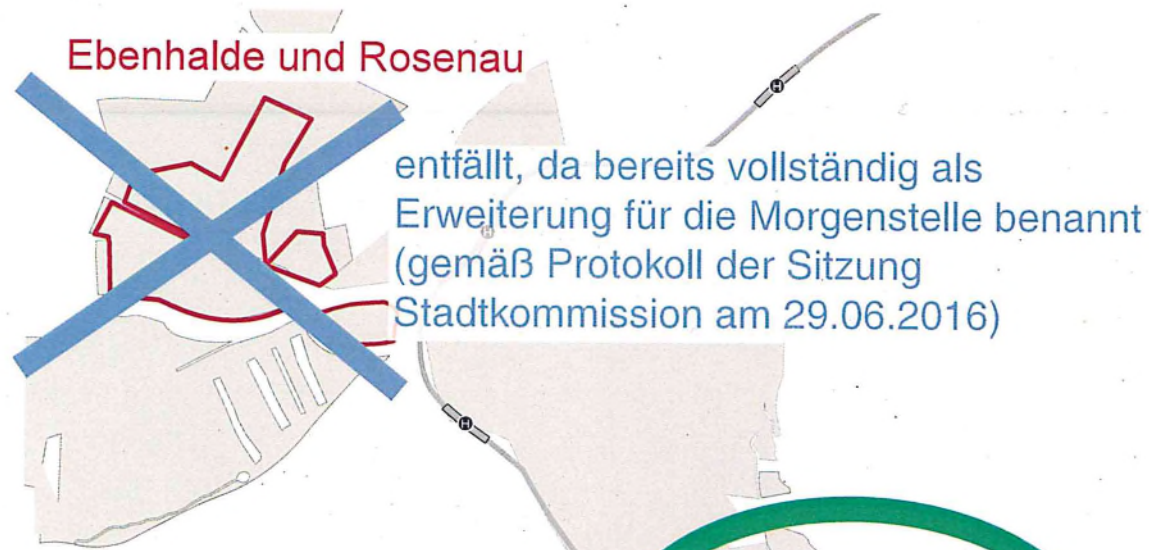 Ebenhalde und Rosenau
H
entfällt, da bereits vollständig als
Erweiterung für die Morgenstelle benannt
H
(gemäß Protokoll der Sitzung
Stadtkommission am 29.06.2016)
H